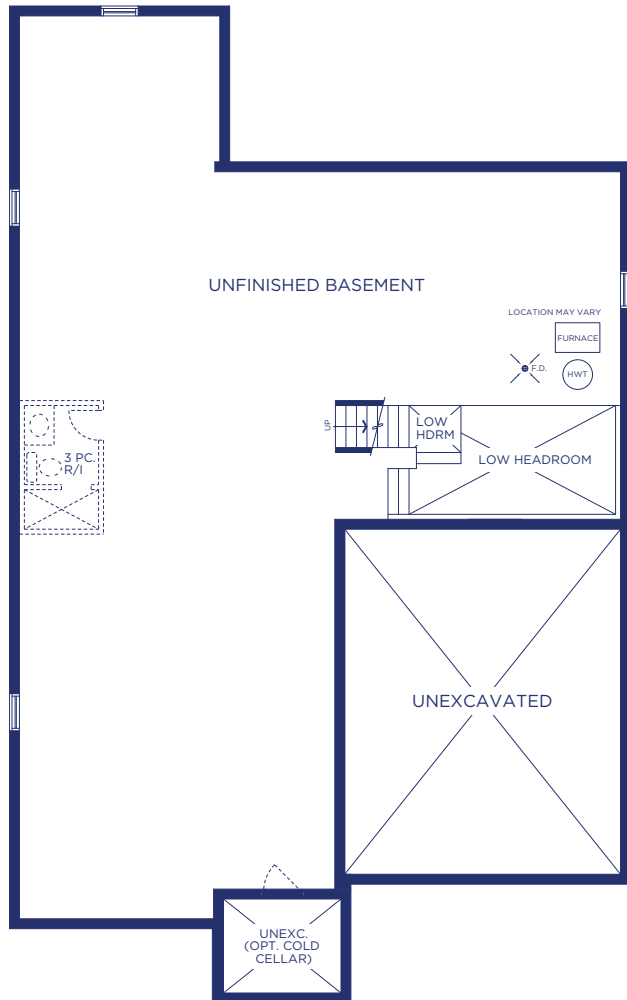 UNFINISHED BASEMENT
LOCATION MAY VARY
FURNACE
F.D.
HWT
UP
LOW
HDRM
LOW HEADROOM
3 PC.
R/I
UNEXCAVATED
UNEXC.
(OPT. COLD
CELLAR)